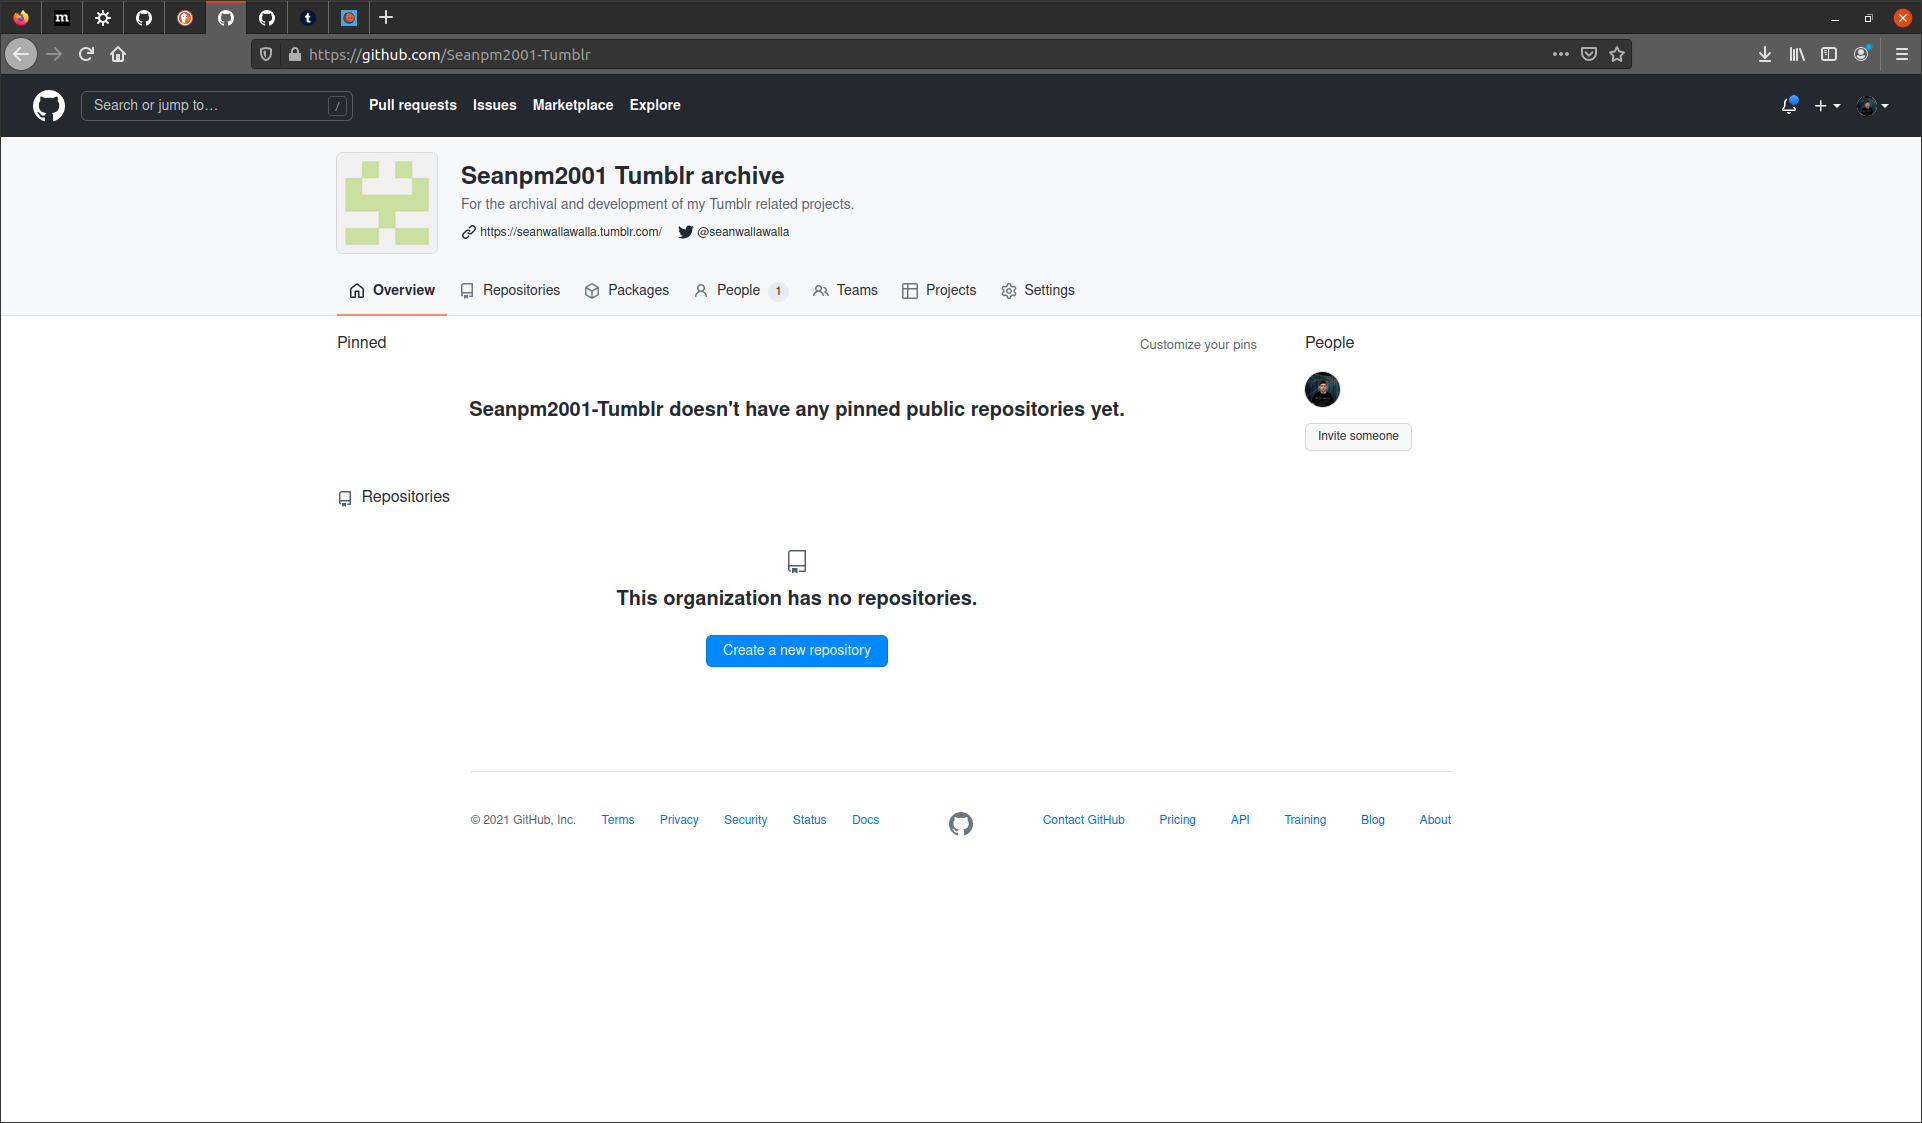 https://github.com/Seanpm2001-Tumblr
Search or jump to… /
Pull requests Issues Marketplace Explore
Seanpm2001 Tumblr archive
For the archival and development of my Tumblr related projects.
https://seanwallawalla.tumblr.com/ @seanwallawalla
Overview Repositories Packages People 1 Teams Projects Settings
Pinned Customize your pins People
Seanpm2001-Tumblr doesn't have any pinned public repositories yet.
Invite someone
Repositories
This organization has no repositories.
Create a new repository
© 2021 GitHub, Inc. Terms Privacy Security Status Docs Contact GitHub Pricing API Training Blog About